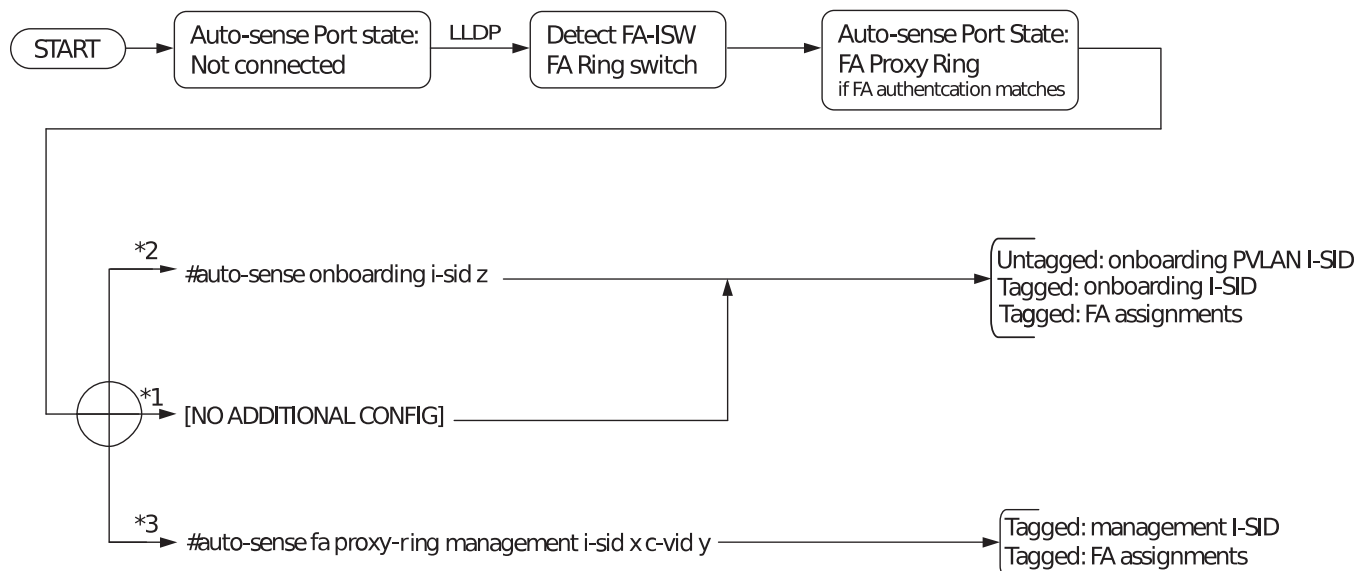 START
Auto-sense Port state:
Not connected
LLDP
Detect FA-ISW
FA Ring switch
Auto-sense Port State:
FA Proxy Ring
if FA authentcation matches
*2
#auto-sense onboarding i-sid z
Untagged: onboarding PVLAN I-SID
Tagged: onboarding I-SID
Tagged: FA assignments
*1
[NO ADDITIONAL CONFIG]
*3
#auto-sense fa proxy-ring management i-sid x c-vid y
Tagged: management I-SID
Tagged: FA assignments